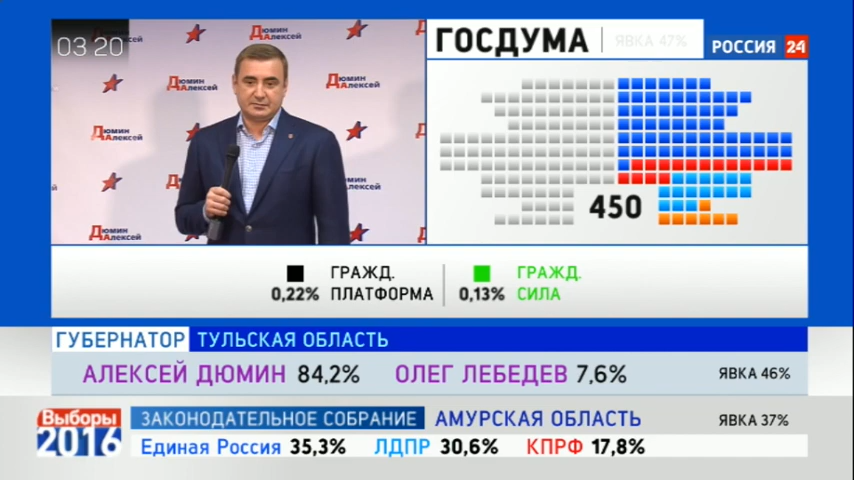 03 20
Дюмин
Алексей
Дюмин
Алексей
Дюмин
Алексей
Дюмин
Алексей
Дюмин
Алексей
Дюмин
Алексей
ГОСДУМА
ЯВКА 47%
РОССИЯ 24
450
ГРАЖД.
0,22% ПЛАТФОРМА
ГРАЖД.
0,13% СИЛА
ГУБЕРНАТОР ТУЛЬСКАЯ ОБЛАСТЬ
АЛЕКСЕЙ ДЮМИН 84,2% ОЛЕГ ЛЕБЕДЕВ 7,6% ЯВКА 46%
Выборы
2016
ЗАКОНОДАТЕЛЬНОЕ СОБРАНИЕ АМУРСКАЯ ОБЛАСТЬ ЯВКА 37%
Единая Россия 35,3% ЛДПР 30,6% КПРФ 17,8%